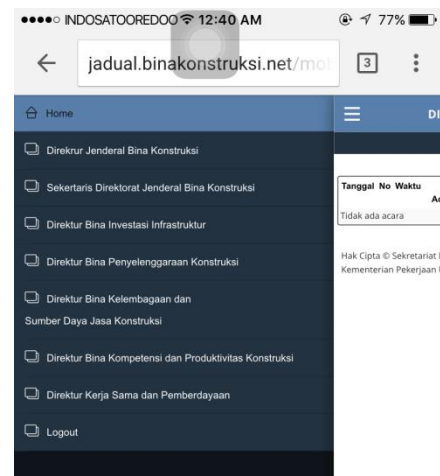 INDOSATOOREDOO 12:40 AM 77%
jadual.binakonstruksi.net/mot
3
Home
Direkrur Jenderal Bina Konstruksi
Sekertaris Direktorat Jenderal Bina Konstruksi
Direktur Bina Investasi Infrastruktur
Direktur Bina Penyelenggaraan Konstruksi
Direktur Bina Kelembagaan dan
Sumber Daya Jasa Konstruksi
Direktur Bina Kompetensi dan Produktivitas Konstruksi
Direktur Kerja Sama dan Pemberdayaan
Logout
DI
Tanggal No Waktu
Ac
Tidak ada acara
Hak Cipta © Sekretariat
Kementerian Pekerjaan